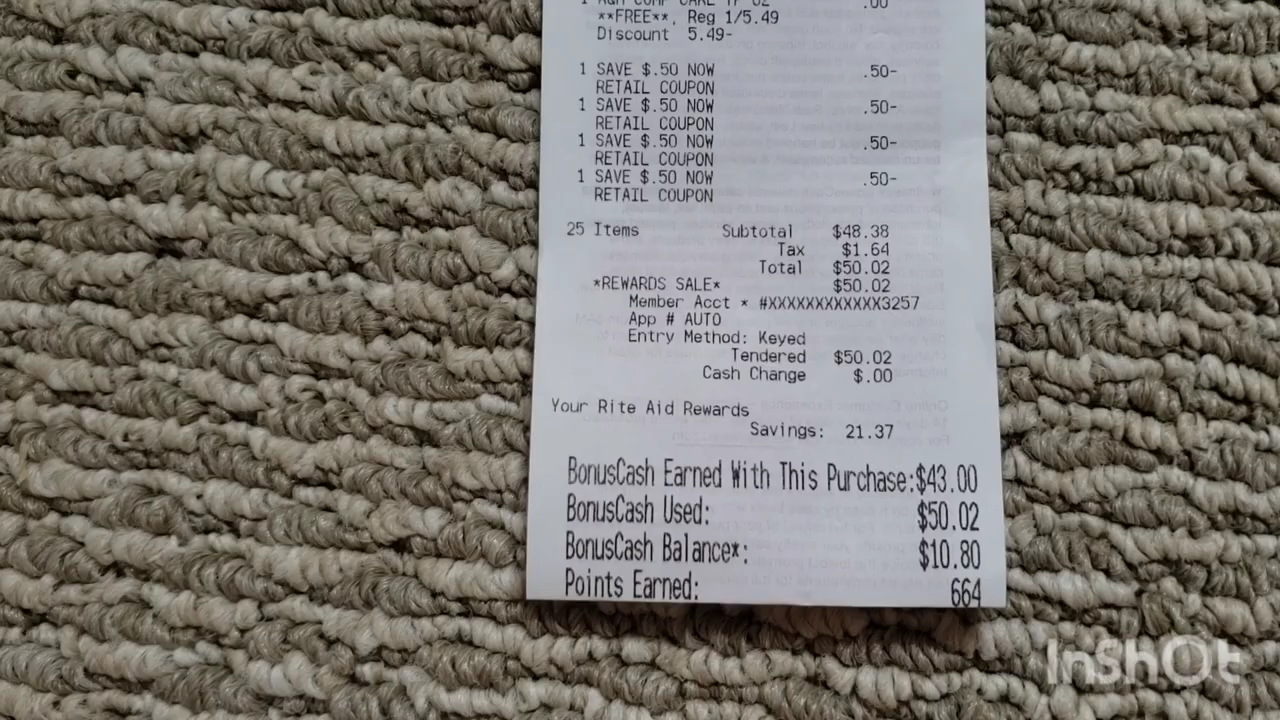 1
.00
**FREE**, Reg 1/5.49
Discount 5.49-
1 SAVE $.50 NOW .50-
RETAIL COUPON
1 SAVE $.50 NOW .50-
RETAIL COUPON
1 SAVE $.50 NOW .50-
RETAIL COUPON
1 SAVE $.50 NOW .50-
RETAIL COUPON
25 Items Subtotal $48.38
Tax $1.64
Total $50.02
*REWARDS SALE* $50.02
Member Acct * #XXXXXXXXXXXX3257
App # AUTO
Entry Method: Keyed
Tendered $50.02
Cash Change $.00
Your Rite Aid Rewards
Savings: 21.37
BonusCash Earned With This Purchase:$43.00
BonusCash Used: $50.02
BonusCash Balance*: $10.80
Points Earned: 664
InShOt